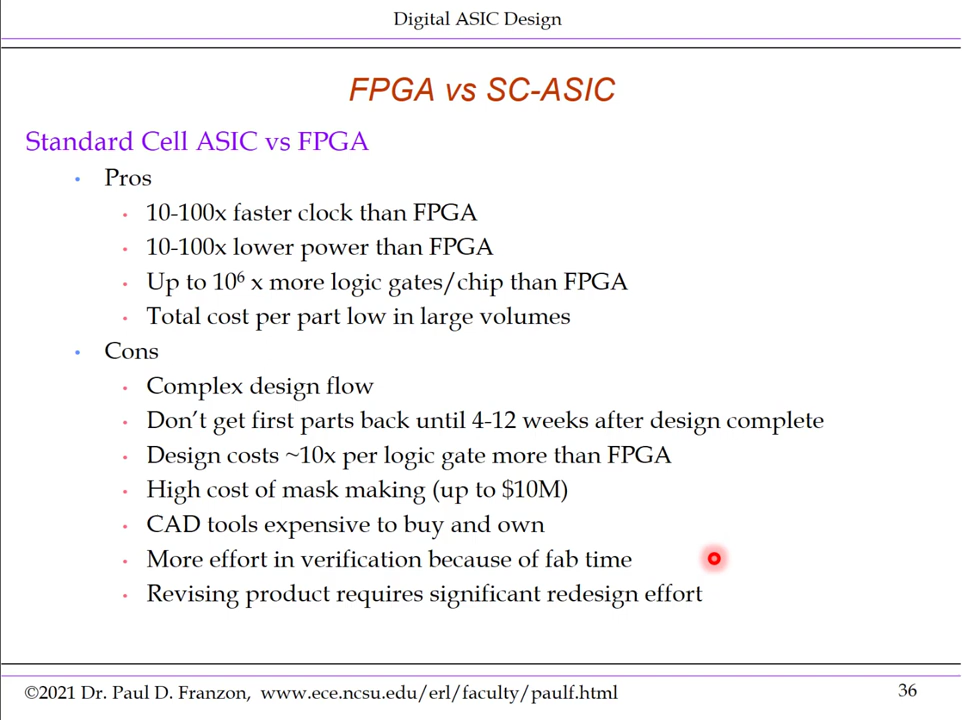 Digital ASIC Design
FPGA vs SC-ASIC
Standard Cell ASIC vs FPGA
• Pros
• 10-100x faster clock than FPGA
• 10-100x lower power than FPGA
• Up to 10⁶ x more logic gates/chip than FPGA
• Total cost per part low in large volumes
• Cons
• Complex design flow
• Don’t get first parts back until 4-12 weeks after design complete
• Design costs ~10x per logic gate more than FPGA
• High cost of mask making (up to $10M)
• CAD tools expensive to buy and own
• More effort in verification because of fab time
• Revising product requires significant redesign effort
©2021 Dr. Paul D. Franzon, www.ece.ncsu.edu/erl/faculty/paulf.html
36